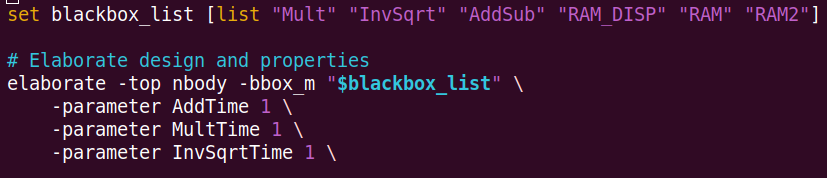 set blackbox_list [list "Mult" "InvSqrt" "AddSub" "RAM_DISP" "RAM" "RAM2"]
# Elaborate design and properties
elaborate -top nbody -bbox_m "$blackbox_list" \
    -parameter AddTime 1 \
    -parameter MultTime 1 \
    -parameter InvSqrtTime 1 \